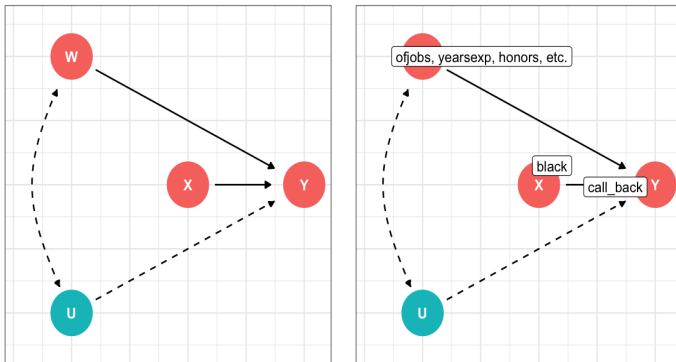 W
X
Y
U
ofjobs, yearsexp, honors, etc.
black
X
call_back
Y
U